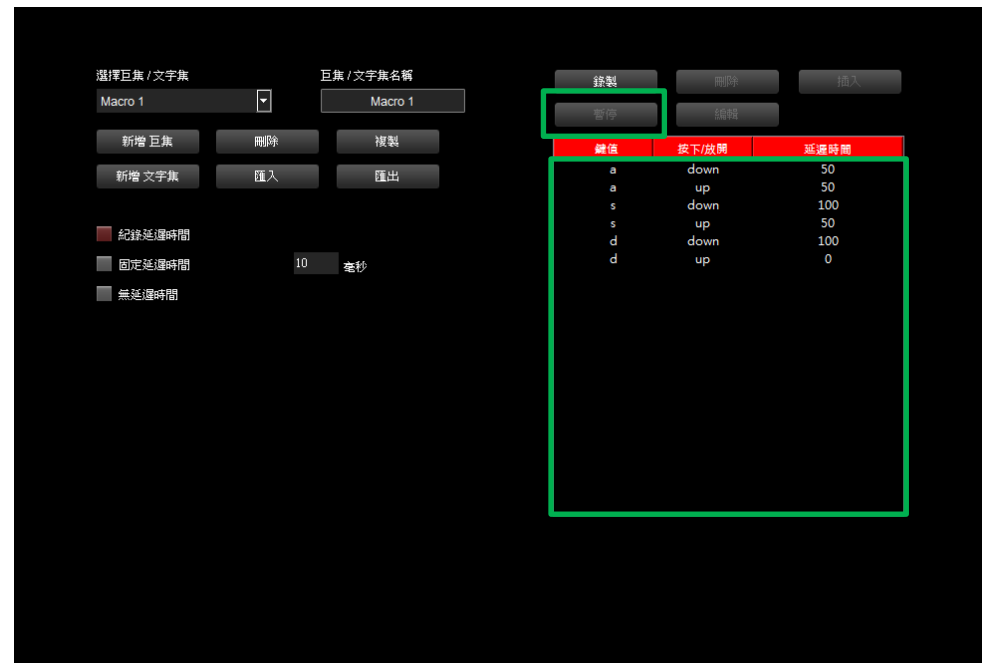 選擇巨集 / 文字集
巨集 / 文字集名稱
Macro 1
Macro 1
新增 巨集
刪除
複製
新增 文字集
匯入
匯出
紀錄延遲時間
固定延遲時間
10
毫秒
無延遲時間
錄製
刪除
插入
暫停
編輯
鍵值 按下/放開 延遲時間
a down 50
a up 50
s down 100
s up 50
d down 100
d up 0